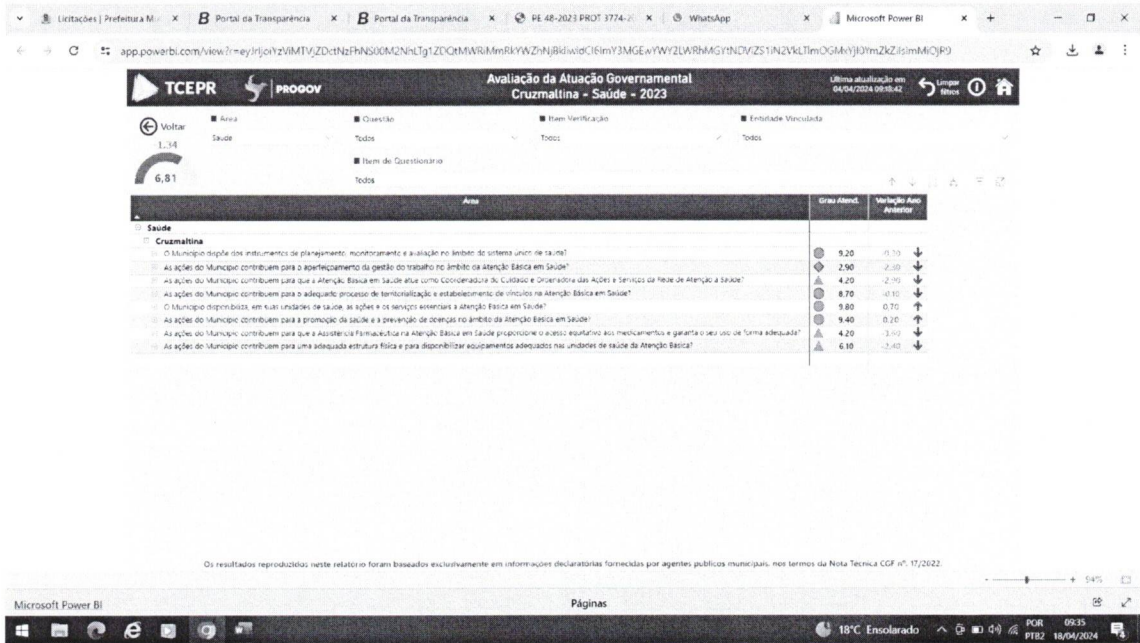 Licitações | Prefeitura Mu
Portal da Transparência
Portal da Transparência
PE 48-2023 PROT 3774-2
WhatsApp
Microsoft Power BI
TCEPR
PROGOV
Avaliação da Atuação Governamental
Cruzmaltina - Saúde - 2023
Última atualização em
04/04/2024 09:18:42
Limpar
filtros
Voltar
-1,34
6,81
Área
Saúde
Questão
Todos
Item Verificação
Todos
Entidade Vinculada
Todos
Item de Questionário
Todos
Área
Grau Atend.
Variação Ano
Anterior
Saúde
Cruzmaltina
O Município dispõe dos instrumentos de planejamento, monitoramento e avaliação no âmbito do sistema único de saúde? 9,20
As ações do Município contribuem para o aperfeiçoamento da gestão do trabalho no âmbito da Atenção Básica em Saúde? 2,90
As ações do Município contribuem para que a Atenção Básica em Saúde atue como Coordenadora do Cuidado e Ordenadora das Ações e Serviços da Rede de Atenção à Saúde? 4,20
As ações do Município contribuem para o adequado processo de territorialização e estabelecimento de vínculos na Atenção Básica em Saúde? 8,70 -0,10
O Município disponibiliza, em suas unidades de saúde, as ações e os serviços essenciais à Atenção Básica em Saúde? 9,80 0,70
As ações do Município contribuem para a promoção da saúde e a prevenção de doenças no âmbito da Atenção Básica em Saúde? 9,40 0,20
As ações do Município contribuem para que a Assistência Farmacêutica na Atenção Básica em Saúde proporcione o acesso equitativo aos medicamentos e garanta o seu uso de forma adequada? 4,20
As ações do Município contribuem para uma adequada estrutura física e para disponibilizar equipamentos adequados nas unidades de saúde da Atenção Básica? 6,10 -2,40
Os resultados reproduzidos neste relatório foram baseados exclusivamente em informações declaratórias fornecidas por agentes públicos municipais, nos termos da Nota Técnica CGF nº. 17/2022.
94%
Microsoft Power BI
Páginas
18°C Ensolarado
POR
PTB2
09:35
18/04/2024